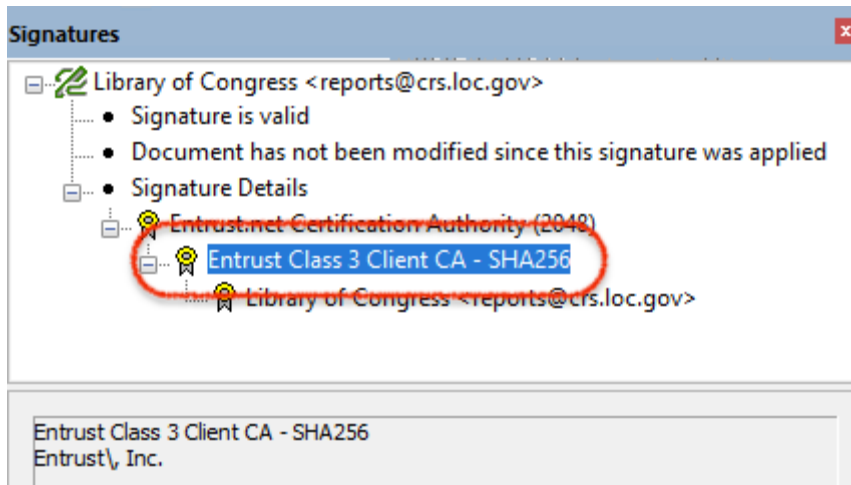 Signatures
Library of Congress <reports@crs.loc.gov>
Signature is valid
Document has not been modified since this signature was applied
Signature Details
Entrust.net Certification Authority (2048)
Entrust Class 3 Client CA - SHA256
Library of Congress <reports@crs.loc.gov>
Entrust Class 3 Client CA - SHA256
Entrust\, Inc.